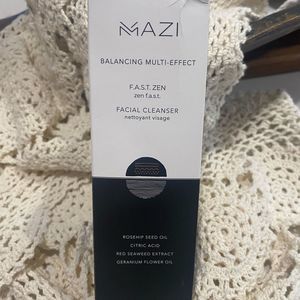 MAZI
BALANCING MULTI-EFFECT
F.A.S.T. ZEN
zen f.a.s.t.
FACIAL CLEANSER
nettoyant visage
ROSEHIP SEED OIL
CITRIC ACID
RED SEAWEED EXTRACT
GERANIUM FLOWER OIL